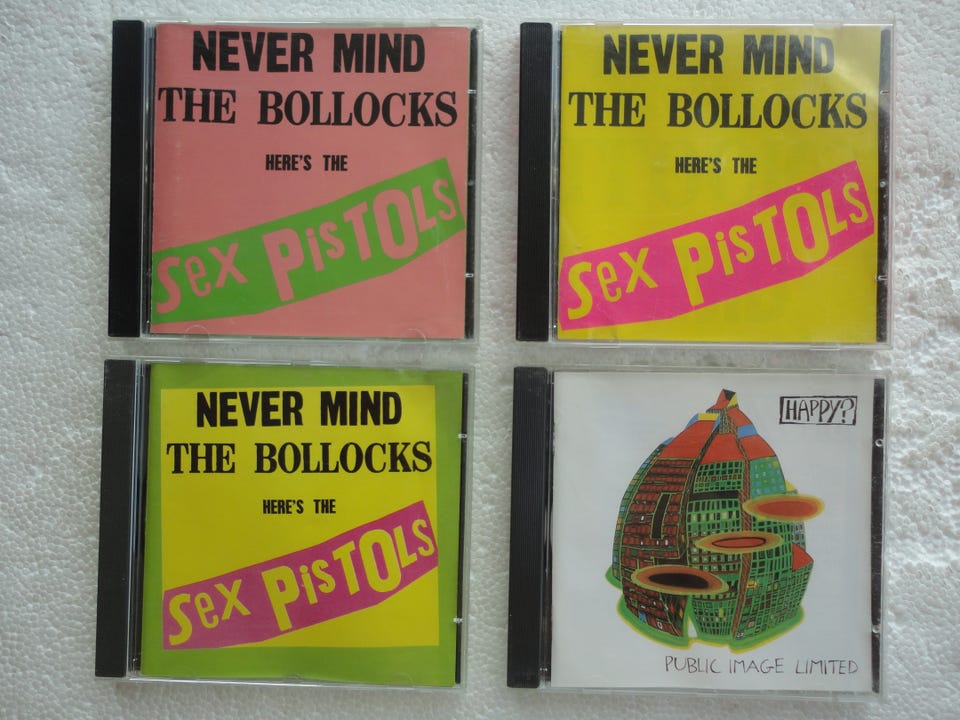 NEVER MIND
THE BOLLOCKS
HERE'S THE
Sex PiSTOLs
NEVER MIND
THE BOLLOCKS
HERE'S THE
Sex PiSTOLs
NEVER MIND
THE BOLLOCKS
HERE'S THE
Sex PiSTOLs
HAPPY?
PUBLIC IMAGE LIMITED